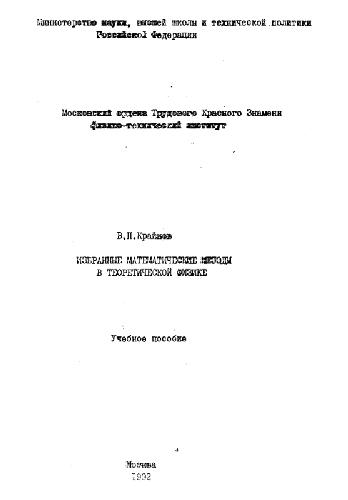 Министерство науки, высшей школы и технической политики
Российской Федерации
Московский ордена Трудового Красного Знамени
физико-технический институт
В.П.Крайнов
ИЗБРАННЫЕ МАТЕМАТИЧЕСКИЕ МЕТОДЫ
В ТЕОРЕТИЧЕСКОЙ ФИЗИКЕ
Учебное пособие
Москва
1992